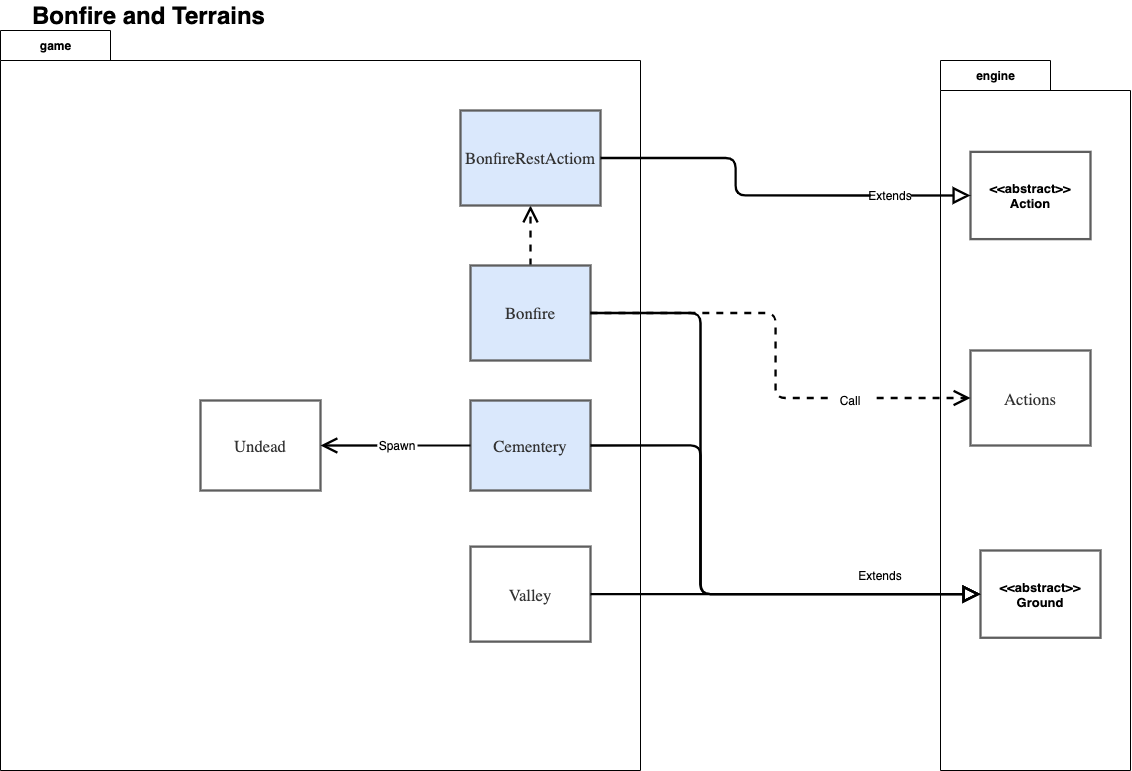 Bonfire and Terrains
game
engine
BonfireRestActiom
Extends
<<abstract>>
Action
Bonfire
Call
Actions
Undead
Spawn
Cementery
Valley
Extends
<<abstract>>
Ground